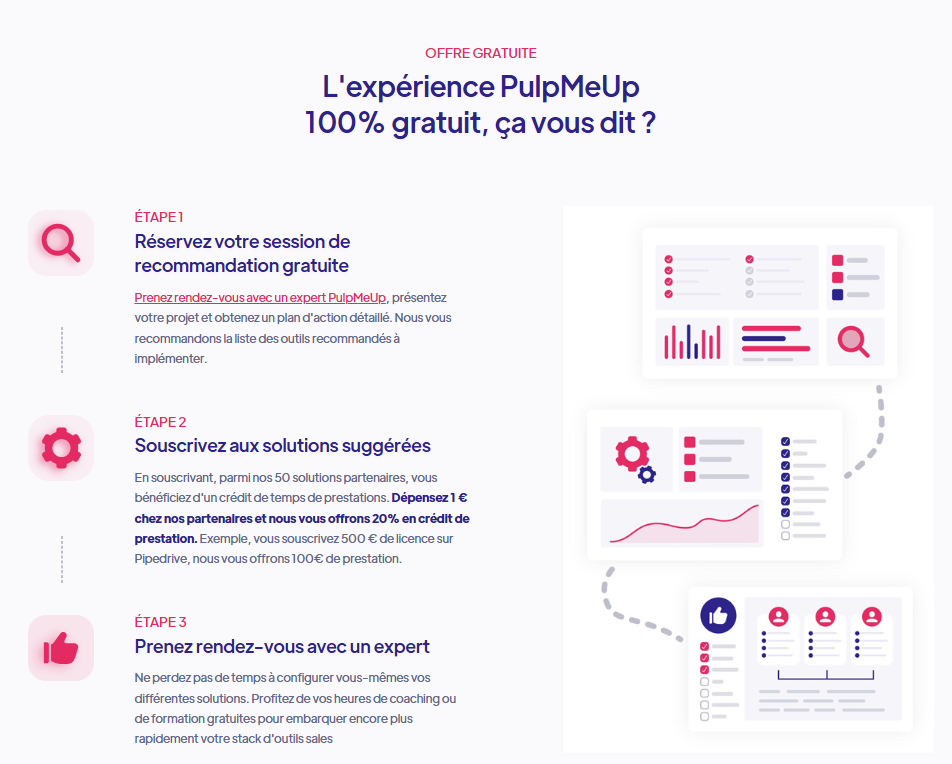 OFFRE GRATUITE
L'expérience PulpMeUp
100% gratuit, ça vous dit ?
ÉTAPE 1
Réservez votre session de
recommandation gratuite
Prenez rendez-vous avec un expert PulpMeUp, présentez
votre projet et obtenez un plan d'action détaillé. Nous vous
recommandons la liste des outils recommandés à
implémenter.
ÉTAPE 2
Souscrivez aux solutions suggérées
En souscrivant, parmi nos 50 solutions partenaires, vous
bénéficiez d'un crédit de temps de prestations. Dépensez 1 €
chez nos partenaires et nous vous offrons 20% en crédit de
prestation. Exemple, vous souscrivez 500 € de licence sur
Pipedrive, nous vous offrons 100€ de prestation.
ÉTAPE 3
Prenez rendez-vous avec un expert
Ne perdez pas de temps à configurer vous-mêmes vos
différentes solutions. Profitez de vos heures de coaching ou
de formation gratuites pour embarquer encore plus
rapidement votre stack d'outils sales